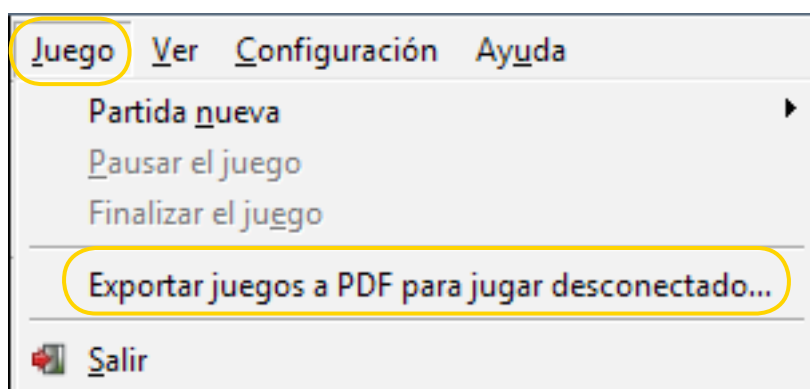 Juego Ver Configuración Ayuda
Partida nueva
Pausar el juego
Finalizar el juego
Exportar juegos a PDF para jugar desconectado...
Salir